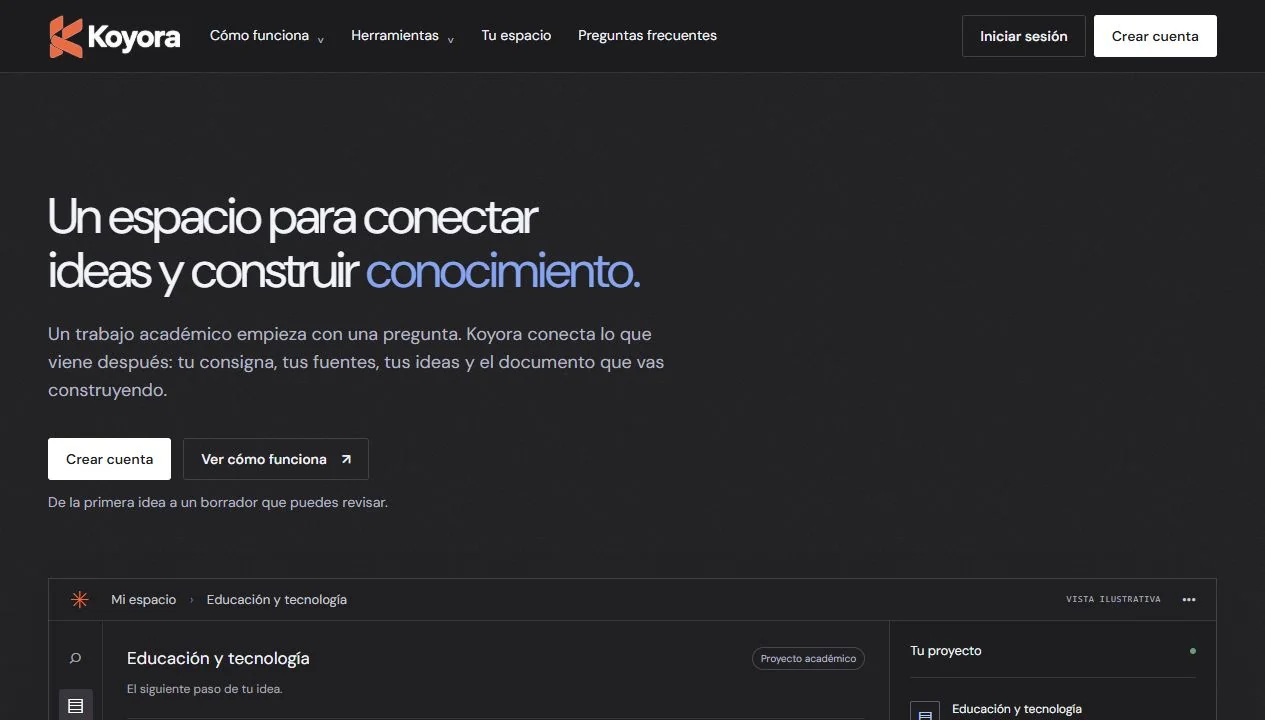 Koyora
Cómo funciona
Herramientas
Tu espacio
Preguntas frecuentes
Iniciar sesión
Crear cuenta
Un espacio para conectar
ideas y construir conocimiento.
Un trabajo académico empieza con una pregunta. Koyora conecta lo que
viene después: tu consigna, tus fuentes, tus ideas y el documento que vas
construyendo.
Crear cuenta
Ver cómo funciona
De la primera idea a un borrador que puedes revisar.
Mi espacio › Educación y tecnología
VISTA ILUSTRATIVA
Educación y tecnología
Proyecto académico
El siguiente paso de tu idea.
Tu proyecto
Educación y tecnología